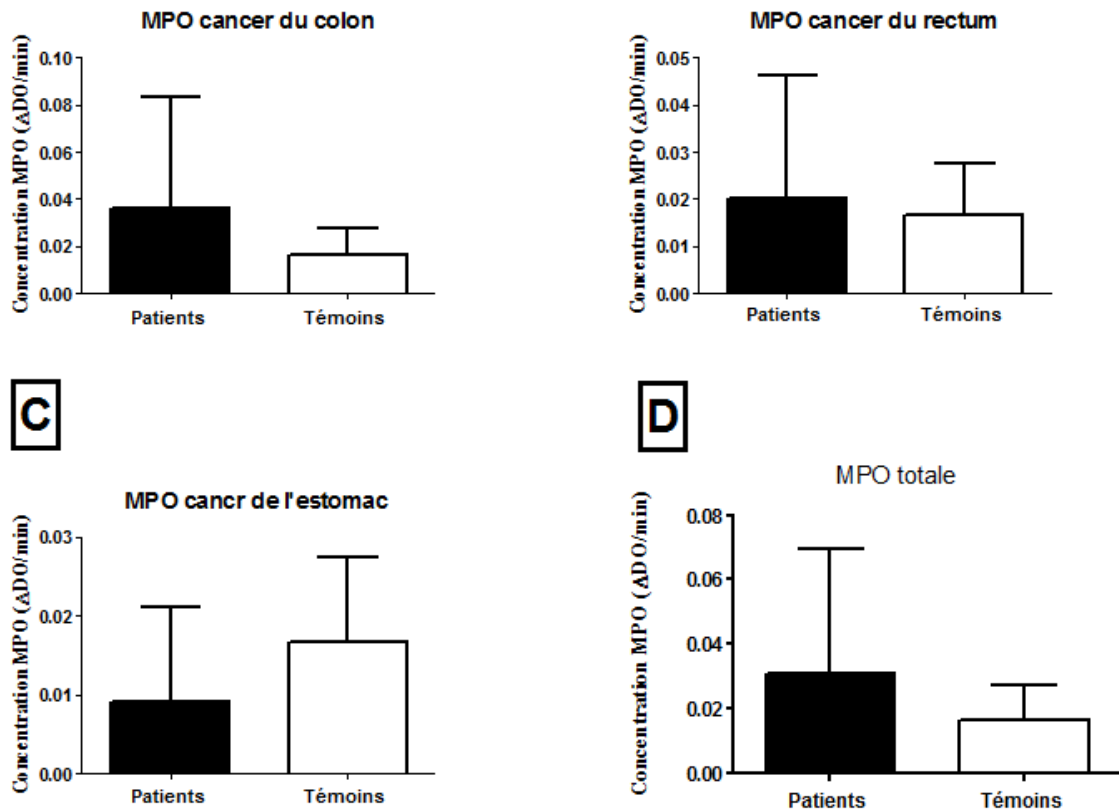 MPO cancer du colon
Concentration MPO (ΔDO/min)
0.10
0.08
0.06
0.04
0.02
0.00
Patients Témoins
MPO cancer du rectum
Concentration MPO (ΔDO/min)
0.05
0.04
0.03
0.02
0.01
0.00
Patients Témoins
C
MPO cancr de l'estomac
Concentration MPO (ΔDO/min)
0.03
0.02
0.01
0.00
Patients Témoins
D
MPO totale
Concentration MPO (ΔDO/min)
0.08
0.06
0.04
0.02
0.00
Patients Témoins